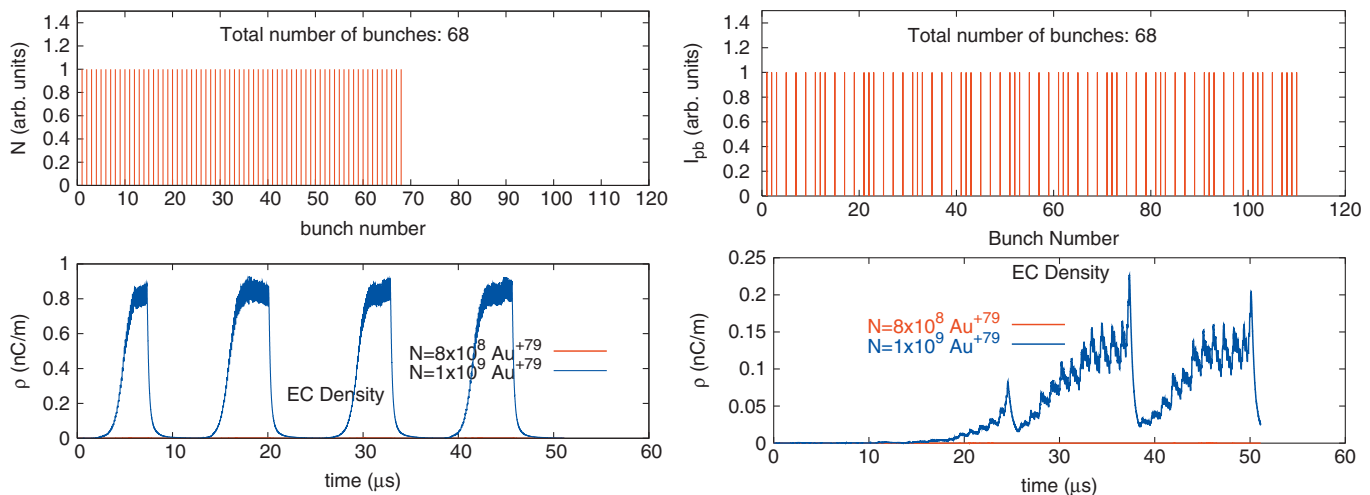 1.4
1.2
1
0.8
0.6
0.4
0.2
0
N (arb. units)
Total number of bunches: 68
0 10 20 30 40 50 60 70 80 90 100 110 120
bunch number
1.4
1.2
1
0.8
0.6
0.4
0.2
0
I_pb (arb. units)
Total number of bunches: 68
0 20 40 60 80 100 120
Bunch Number
1
0.8
0.6
0.4
0.2
0
ρ (nC/m)
N=8x10^8 Au^+79
N=1x10^9 Au^+79
EC Density
0 10 20 30 40 50 60
time (μs)
0.25
0.2
0.15
0.1
0.05
0
ρ (nC/m)
EC Density
N=8x10^8 Au^+79
N=1x10^9 Au^+79
0 10 20 30 40 50 60
time (μs)